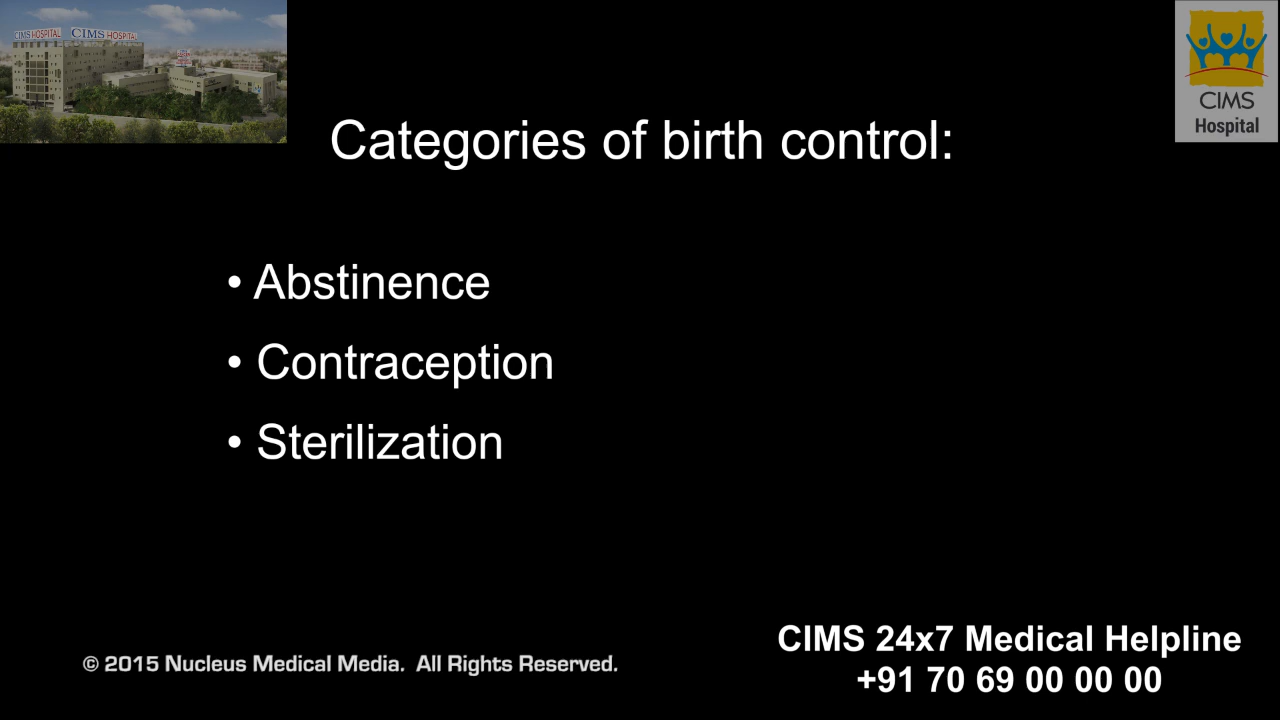 CIMS HOSPITAL CIMS HOSPITAL
CIMS
Hospital
Categories of birth control:
• Abstinence
• Contraception
• Sterilization
CIMS 24x7 Medical Helpline
+91 70 69 00 00 00
© 2015 Nucleus Medical Media. All Rights Reserved.